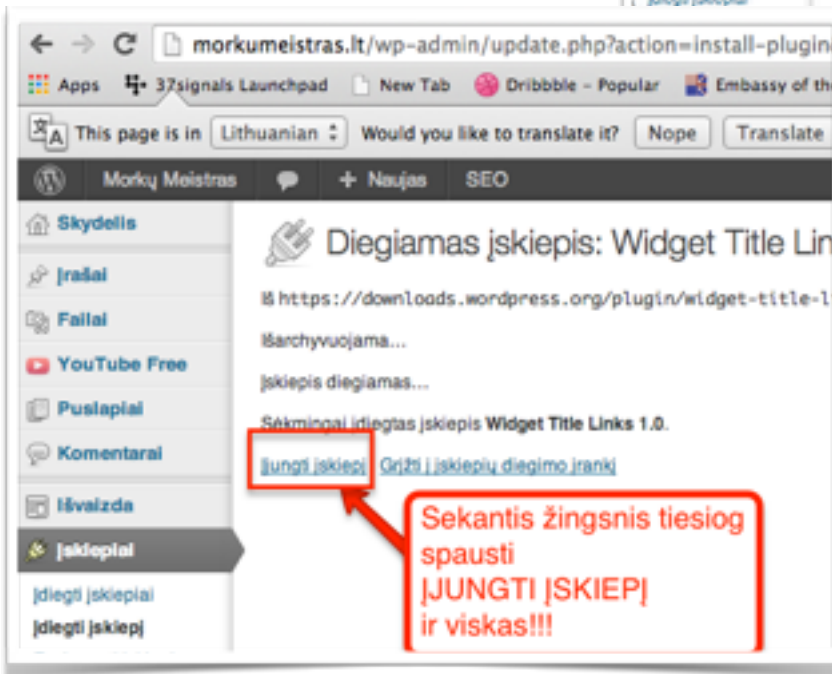 morkumeistras.lt/wp-admin/update.php?action=install-plugin
Apps 37signals Launchpad New Tab Dribbble - Popular Embassy of th
This page is in Lithuanian Would you like to translate it? Nope Translate
Morkų Meistras + Naujas SEO
Skydelis
Įrašai
Failai
YouTube Free
Puslapiai
Komentarai
Išvaizda
Įskiepiai
Įdiegti įskiepiai
Įdiegti įskiepį
Diegiamas įskiepis: Widget Title Lin
Iš https://downloads.wordpress.org/plugin/widget-title-l
Išarchyvuojama...
Įskiepis diegiamas...
Sėkmingai įdiegtas įskiepis Widget Title Links 1.0.
Įjungti įskiepį Grįžti į įskiepių diegimo įrankį
Sekantis žingsnis tiesiog
spausti
ĮJUNGTI ĮSKIEPĮ
ir viskas!!!